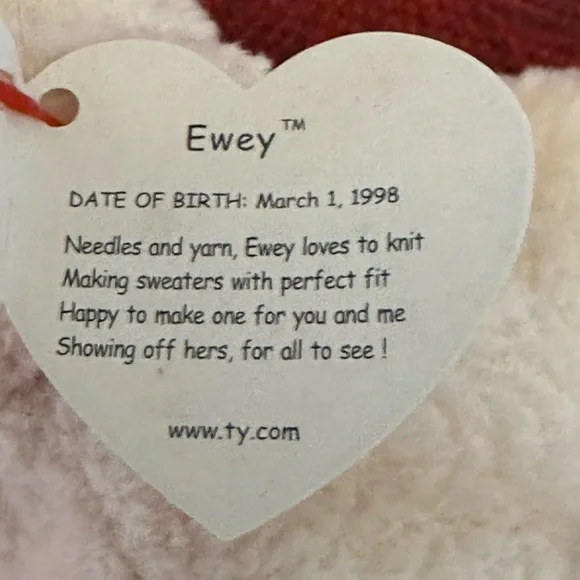 Ewey™
DATE OF BIRTH: March 1, 1998
Needles and yarn, Ewey loves to knit
Making sweaters with perfect fit
Happy to make one for you and me
Showing off hers, for all to see !
www.ty.com